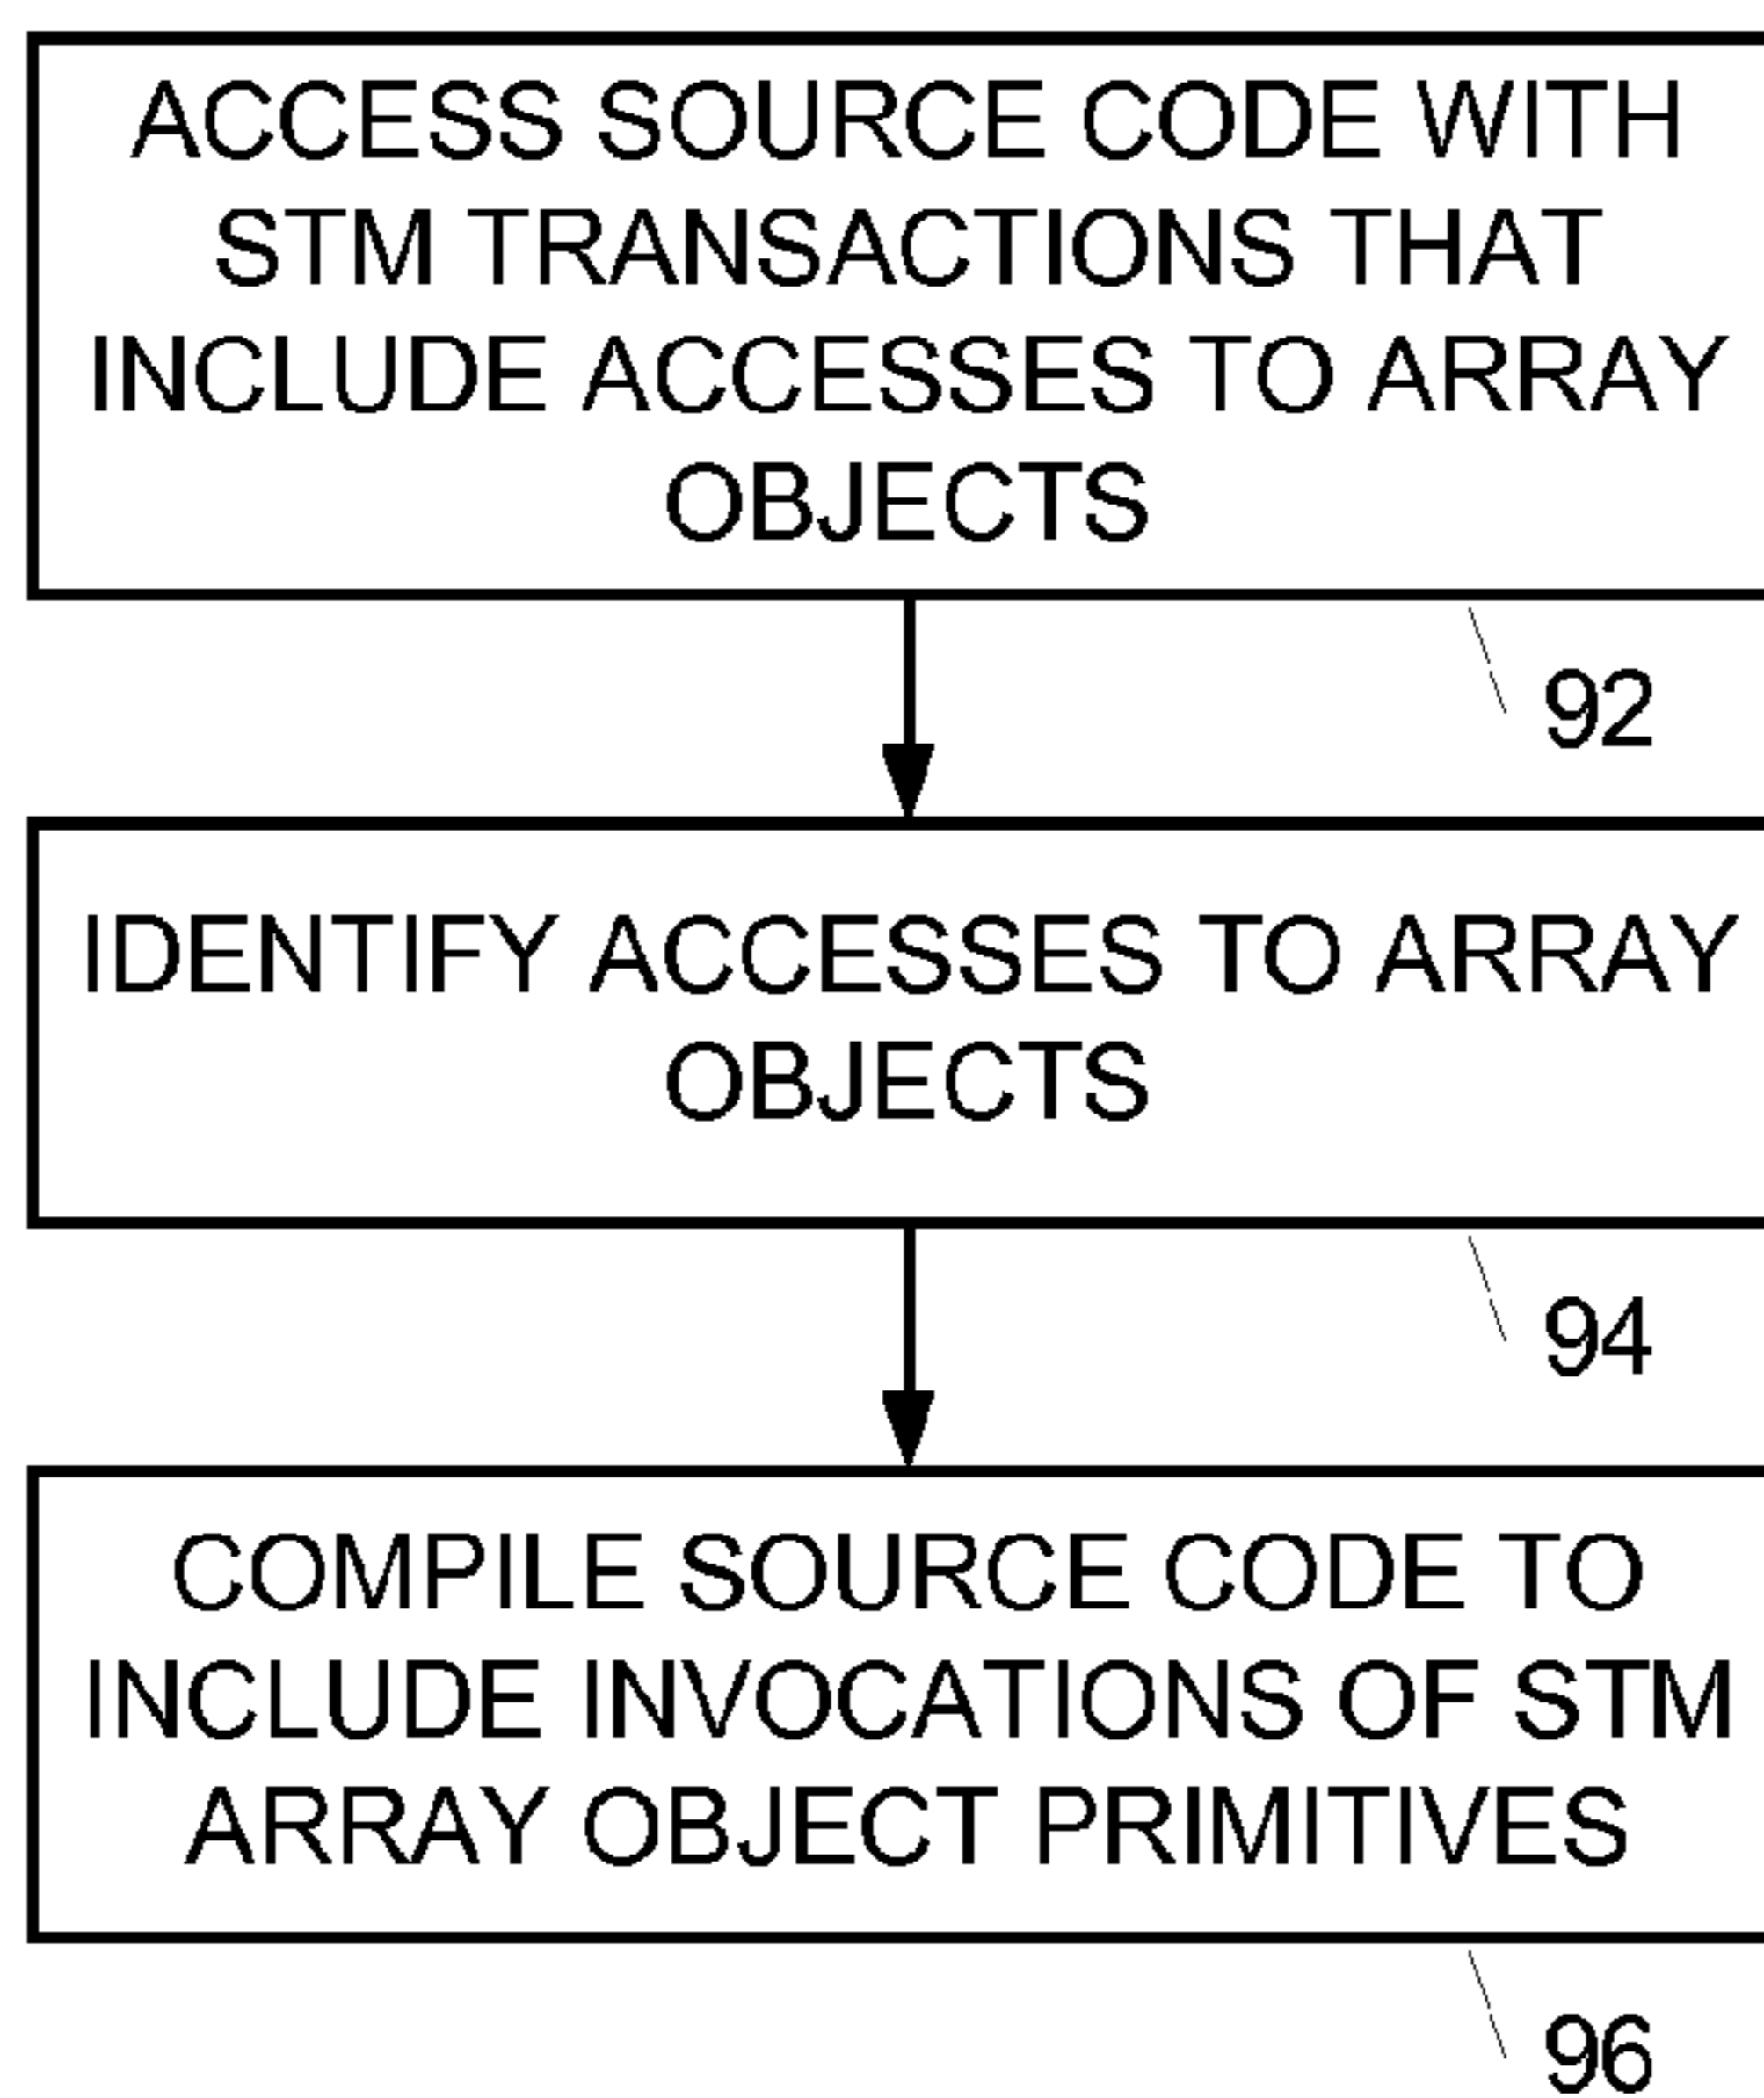 ACCESS SOURCE CODE WITH
STM TRANSACTIONS THAT
INCLUDE ACCESSES TO ARRAY
OBJECTS
92
IDENTIFY ACCESSES TO ARRAY
OBJECTS
94
COMPILE SOURCE CODE TO
INCLUDE INVOCATIONS OF STM
ARRAY OBJECT PRIMITIVES
96